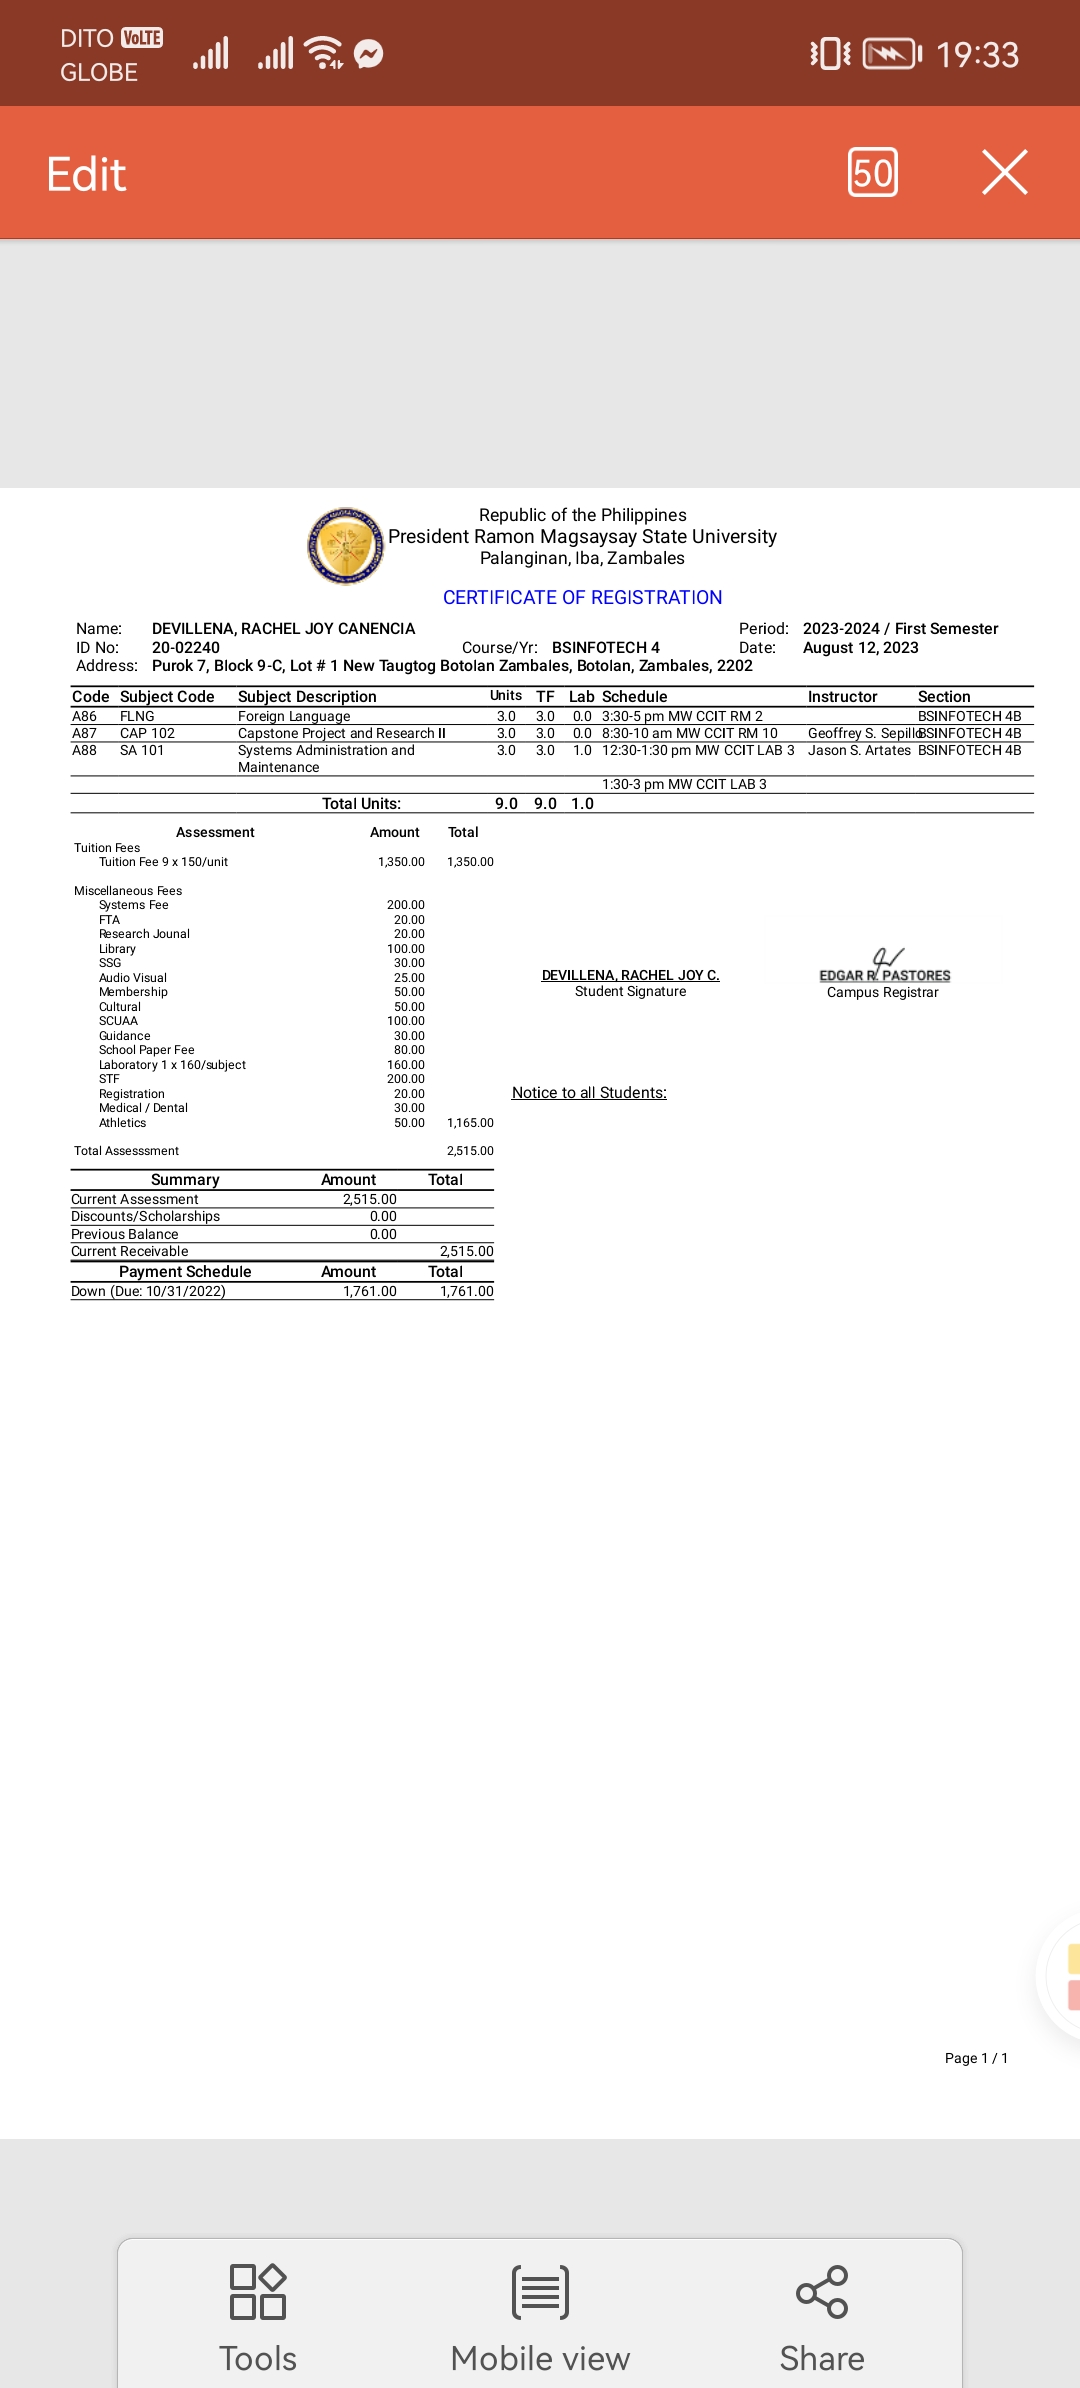 DITO VoLTE
GLOBE
19:33
Edit
50
Republic of the Philippines
President Ramon Magsaysay State University
Palanginan, Iba, Zambales
CERTIFICATE OF REGISTRATION
Name: DEVILLENA, RACHEL JOY CANENCIA Period: 2023-2024 / First Semester
ID No: 20-02240 Course/Yr: BSINFOTECH 4 Date: August 12, 2023
Address: Purok 7, Block 9-C, Lot # 1 New Taugtog Botolan Zambales, Botolan, Zambales, 2202
Code Subject Code Subject Description Units TF Lab Schedule Instructor Section
A86 FLNG Foreign Language 3.0 3.0 0.0 3:30-5 pm MW CCIT RM 2 BSINFOTECH 4B
A87 CAP 102 Capstone Project and Research II 3.0 3.0 0.0 8:30-10 am MW CCIT RM 10 Geoffrey S. Sepillo BSINFOTECH 4B
A88 SA 101 Systems Administration and 3.0 3.0 1.0 12:30-1:30 pm MW CCIT LAB 3 Jason S. Artates BSINFOTECH 4B
Maintenance
1:30-3 pm MW CCIT LAB 3
Total Units: 9.0 9.0 1.0
Assessment Amount Total
Tuition Fees
Tuition Fee 9 x 150/unit 1,350.00 1,350.00
Miscellaneous Fees
Systems Fee 200.00
FTA 20.00
Research Jounal 20.00
Library 100.00
SSG 30.00
Audio Visual 25.00
Membership 50.00
Cultural 50.00
SCUAA 100.00
Guidance 30.00
School Paper Fee 80.00
Laboratory 1 x 160/subject 160.00
STF 200.00
Registration 20.00
Medical / Dental 30.00
Athletics 50.00 1,165.00
Total Assesssment 2,515.00
DEVILLENA, RACHEL JOY C.
Student Signature
EDGAR R. PASTORES
Campus Registrar
Notice to all Students:
Summary Amount Total
Current Assessment 2,515.00
Discounts/Scholarships 0.00
Previous Balance 0.00
Current Receivable 2,515.00
Payment Schedule Amount Total
Down (Due: 10/31/2022) 1,761.00 1,761.00
Page 1 / 1
Tools
Mobile view
Share